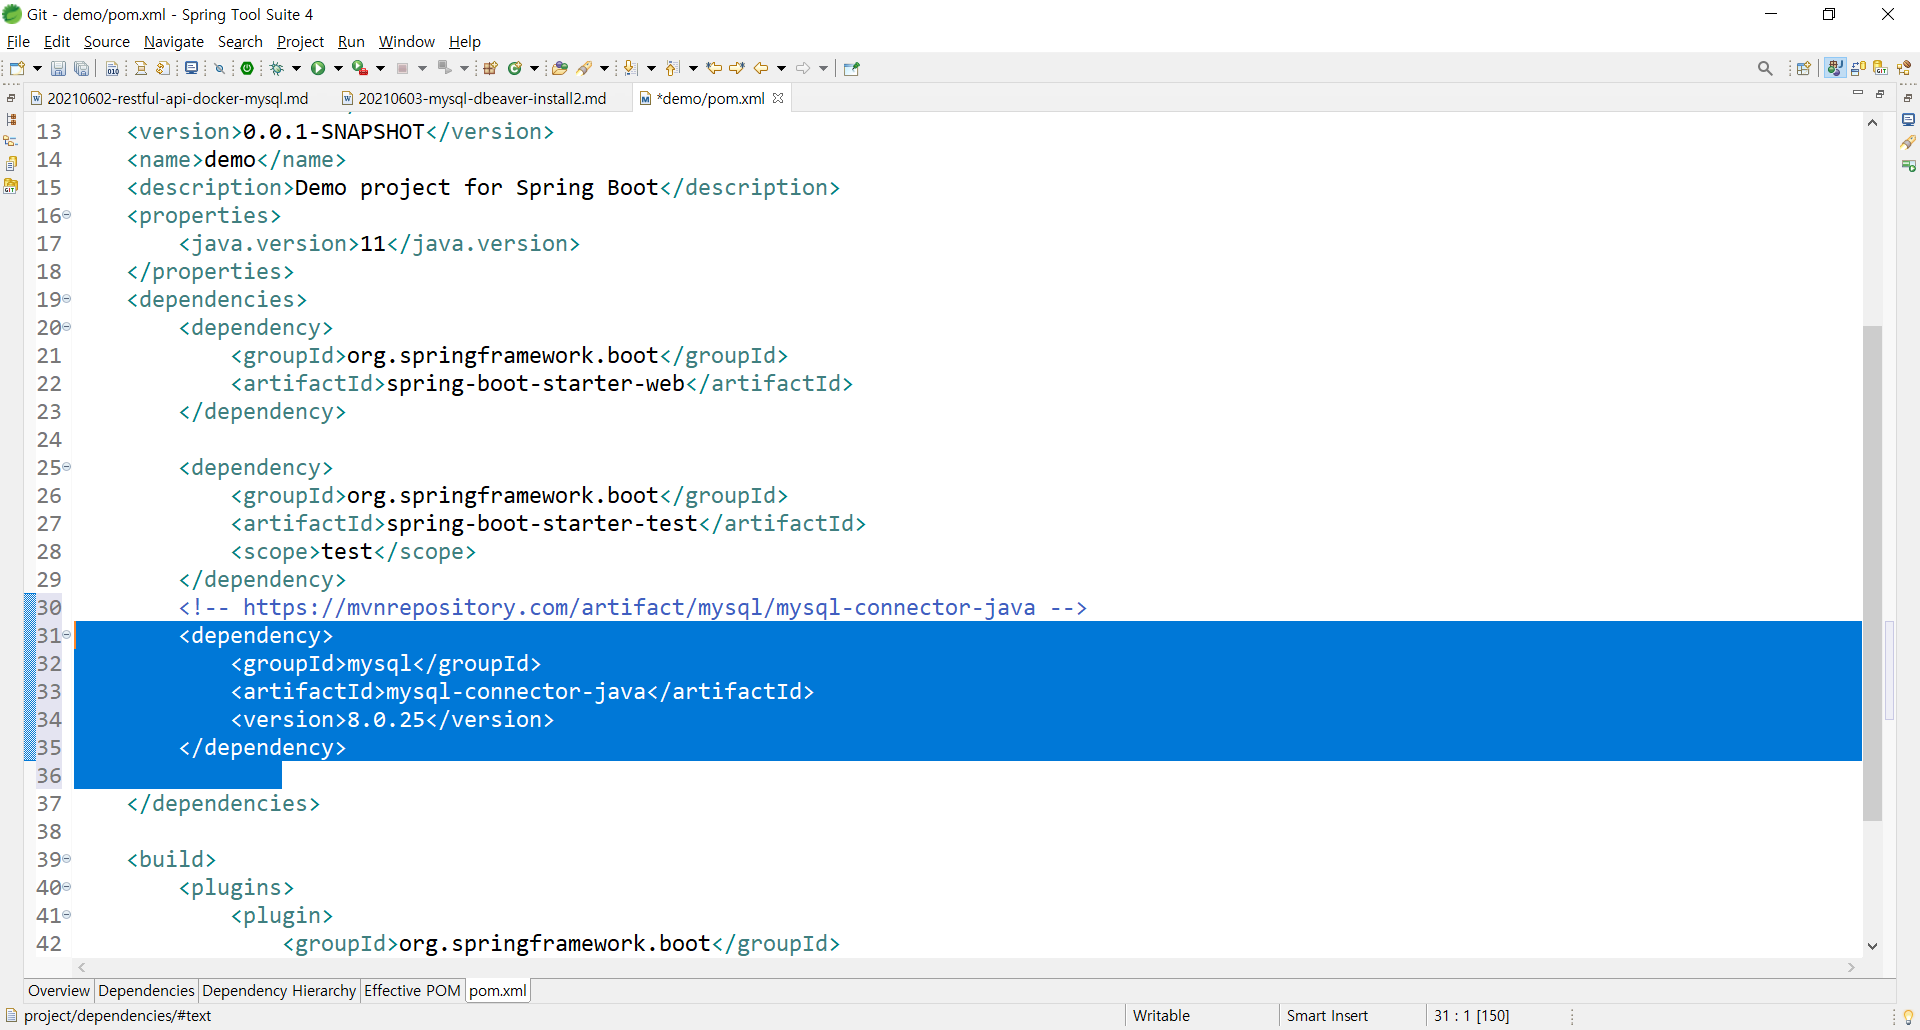 Git - demo/pom.xml - Spring Tool Suite 4
File Edit Source Navigate Search Project Run Window Help
20210602-restful-api-docker-mysql.md 20210603-mysql-dbeaver-install2.md *demo/pom.xml
13 <version>0.0.1-SNAPSHOT</version>
14 <name>demo</name>
15 <description>Demo project for Spring Boot</description>
16 <properties>
17 <java.version>11</java.version>
18 </properties>
19 <dependencies>
20 <dependency>
21 <groupId>org.springframework.boot</groupId>
22 <artifactId>spring-boot-starter-web</artifactId>
23 </dependency>
24
25 <dependency>
26 <groupId>org.springframework.boot</groupId>
27 <artifactId>spring-boot-starter-test</artifactId>
28 <scope>test</scope>
29 </dependency>
30 <!-- https://mvnrepository.com/artifact/mysql/mysql-connector-java -->
31 <dependency>
32 <groupId>mysql</groupId>
33 <artifactId>mysql-connector-java</artifactId>
34 <version>8.0.25</version>
35 </dependency>
36
37 </dependencies>
38
39 <build>
40 <plugins>
41 <plugin>
42 <groupId>org.springframework.boot</groupId>
Overview Dependencies Dependency Hierarchy Effective POM pom.xml
project/dependencies/#text Writable Smart Insert 31 : 1 [150]